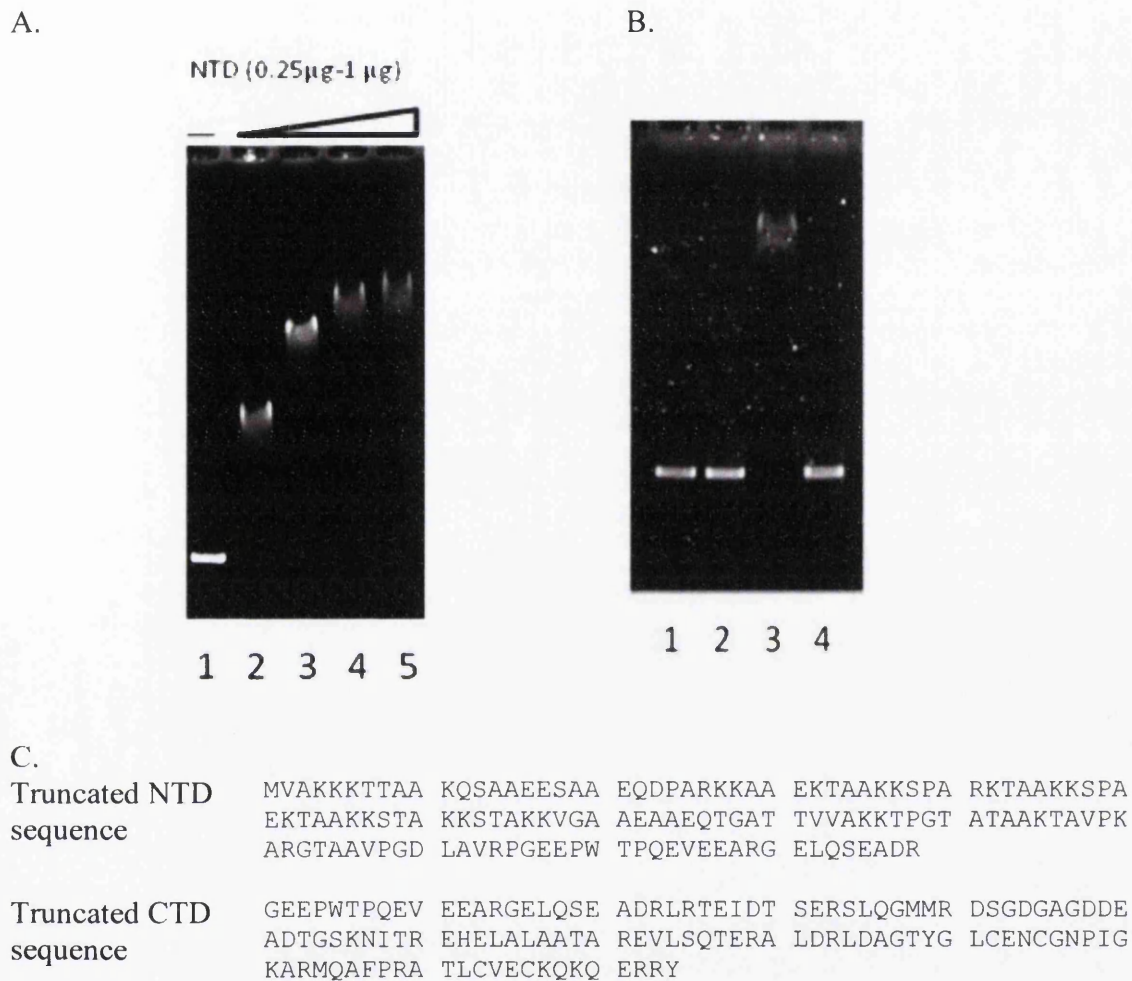 A.
B.
NTD (0.25µg-1 µg)
1 2 3 4 5
1 2 3 4
C.
Truncated NTD sequence
MVAKKKTTAA KQSAAEESAA EQDPARKKAA EKTAAKKSPA RKTAAKKSPA
EKTAAKKSTA KKSTAKKVGA AEAAEQTGAT TVVAKKTPGT ATAAKTAVPK
ARGTAAVPGD LAVRPGEEPW TPQEVEEARG ELQSEADR
Truncated CTD sequence
GEEPWTPQEV EEARGELQSE ADRLRTEIDT SERSLQGMMR DSGDGAGDDE
ADTGSKNITR EHELALAATA REVLSQTERA LDRLDAGTYG LCENCGNPIG
KARMQAFPRA TLCVECKQKQ ERRY